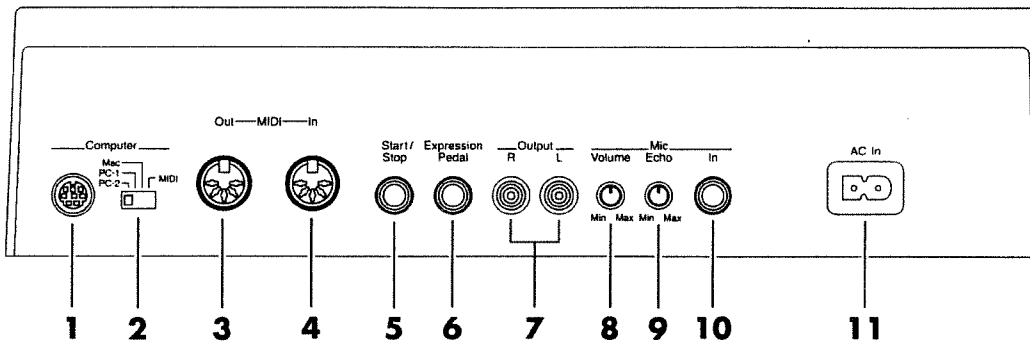 Out MIDI In
Computer
Mac
PC-1
PC-2
MIDI
Start/
Stop
Expression
Pedal
Output
R L
Mic
Volume Echo In
Min Max Min Max
AC In
1 2 3 4 5 6 7 8 9 10 11